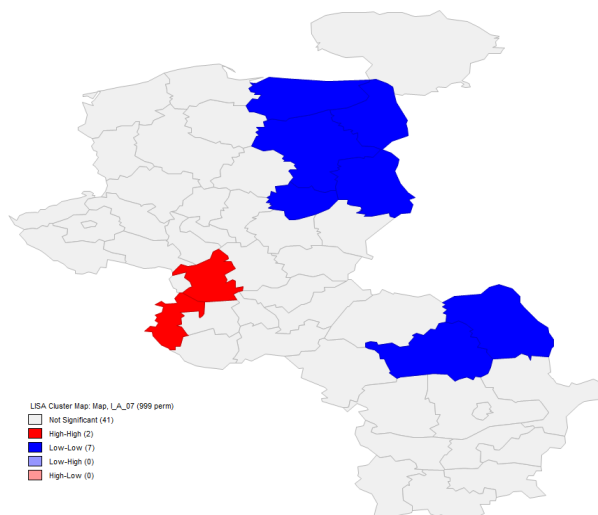 LISA Cluster Map: Map, I_A_07 (999 perm)
Not Significant (41)
High-High (2)
Low-Low (7)
Low-High (0)
High-Low (0)